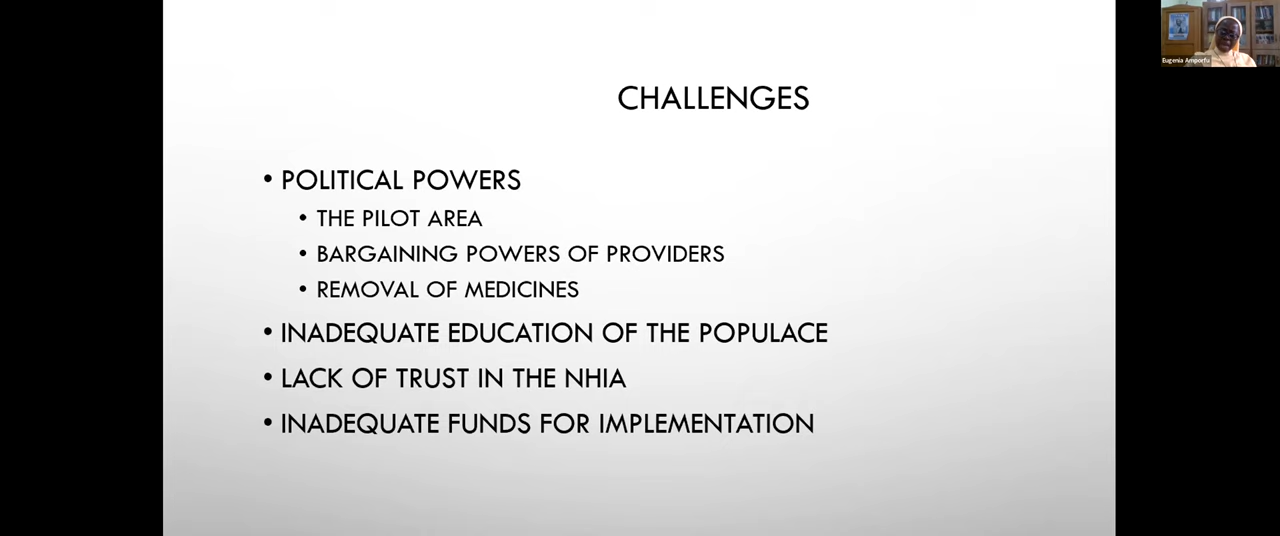 CHALLENGES
• POLITICAL POWERS
• THE PILOT AREA
• BARGAINING POWERS OF PROVIDERS
• REMOVAL OF MEDICINES
• INADEQUATE EDUCATION OF THE POPULACE
• LACK OF TRUST IN THE NHIA
• INADEQUATE FUNDS FOR IMPLEMENTATION
Eugenia Amporfu